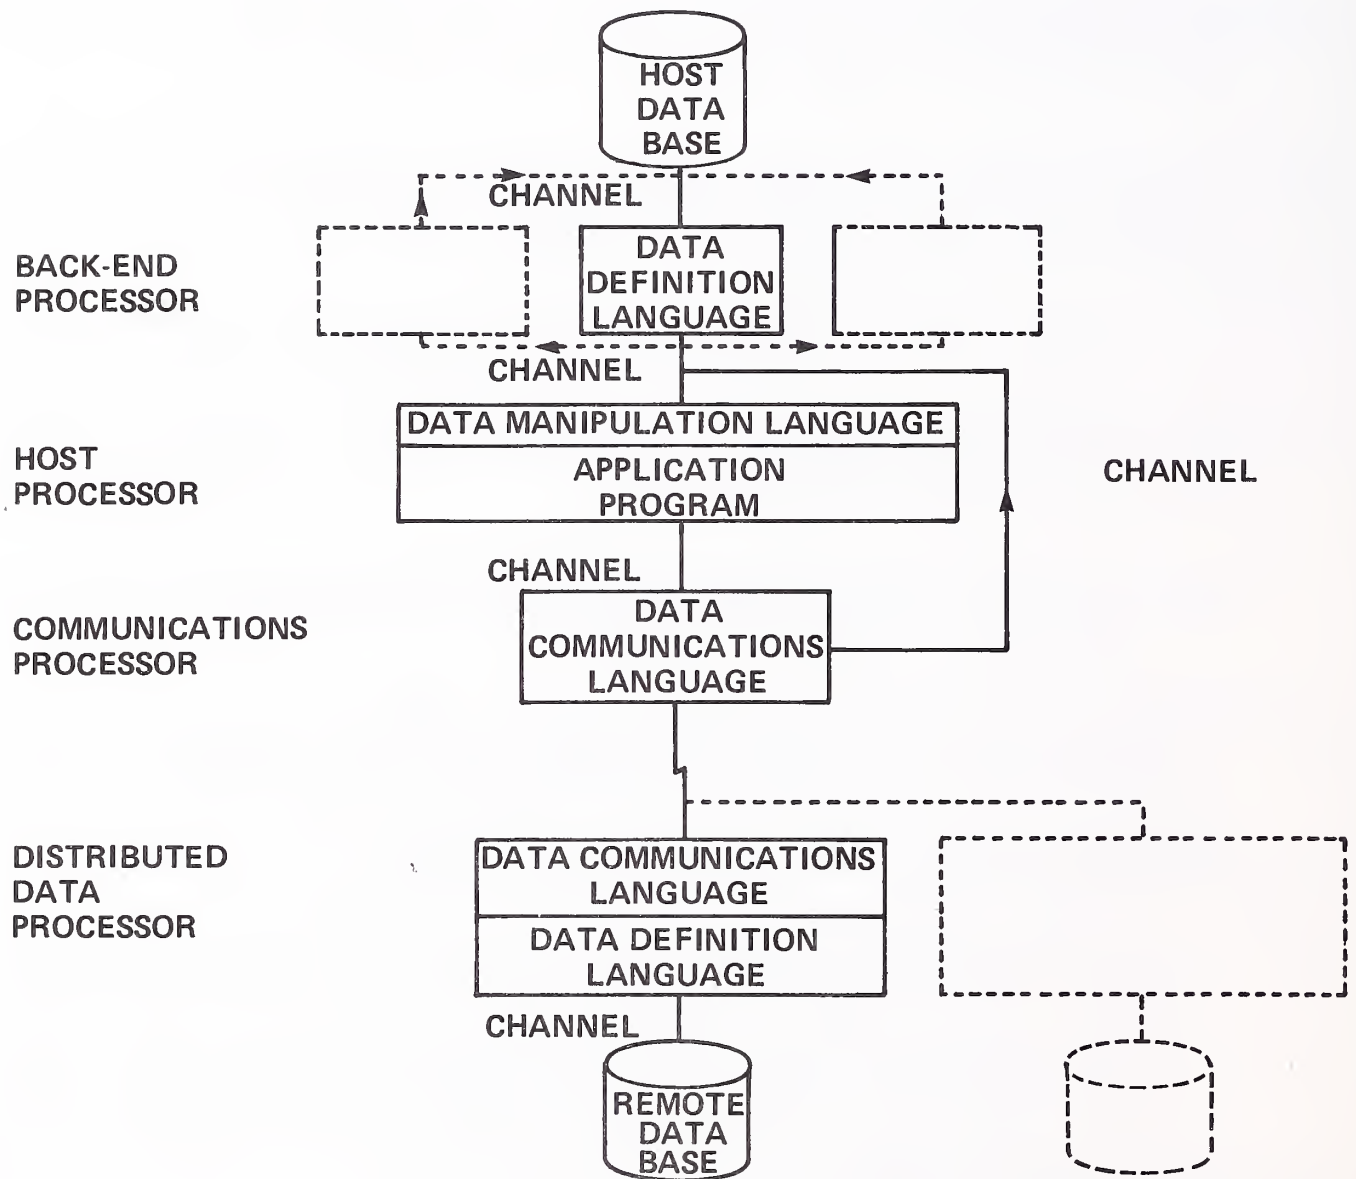 HOST
DATA
BASE
CHANNEL
BACK-END
PROCESSOR
DATA
DEFINITION
LANGUAGE
CHANNEL
HOST
PROCESSOR
DATA MANIPULATION LANGUAGE
APPLICATION
PROGRAM
CHANNEL
CHANNEL
COMMUNICATIONS
PROCESSOR
DATA
COMMUNICATIONS
LANGUAGE
DISTRIBUTED
DATA
PROCESSOR
DATA COMMUNICATIONS
LANGUAGE
DATA DEFINITION
LANGUAGE
CHANNEL
REMOTE
DATA
BASE